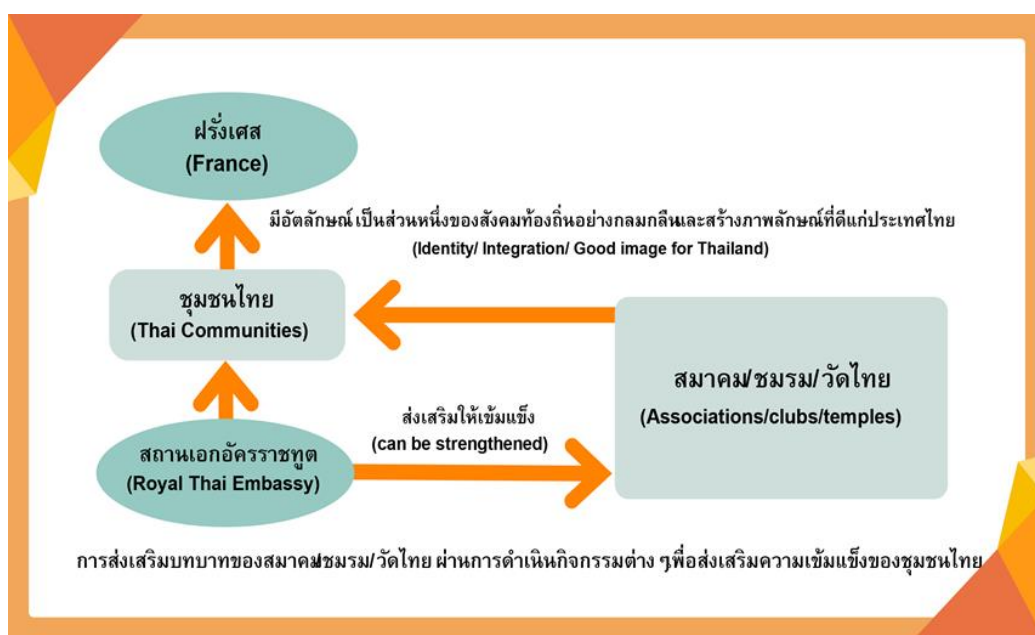 ฝรั่งเศส
(France)
มีอัตลักษณ์ เป็นส่วนหนึ่งของสังคมท้องถิ่นอย่างกลมกลืนและสร้างภาพลักษณ์ที่ดีแก่ประเทศไทย
(Identity/ Integration/ Good image for Thailand)
ชุมชนไทย
(Thai Communities)
สมาคม/ชมรม/วัดไทย
(Associations/clubs/temples)
ส่งเสริมให้เข้มแข็ง
(can be strengthened)
สถานเอกอัครราชทูต
(Royal Thai Embassy)
การส่งเสริมบทบาทของสมาคม/ชมรม/วัดไทย ผ่านการดำเนินกิจกรรมต่าง ๆเพื่อส่งเสริมความเข้มแข็งของชุมชนไทย